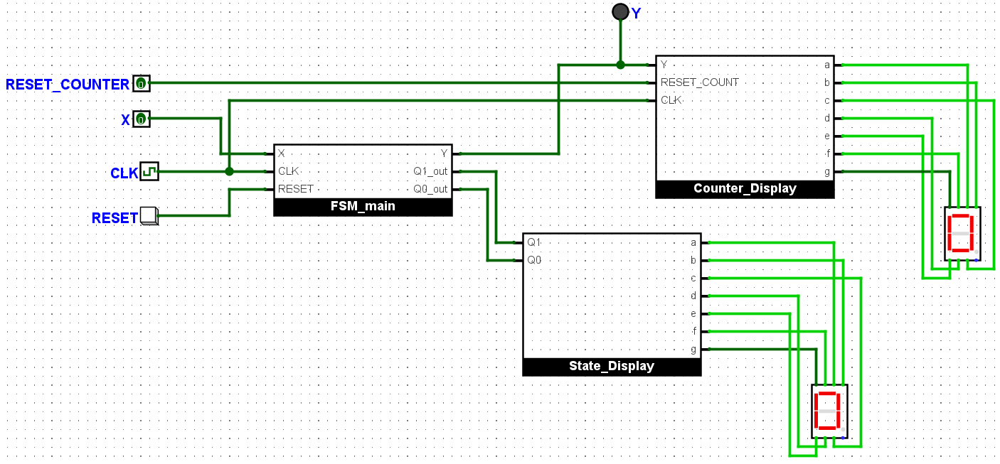 Y
RESET_COUNTER
X
CLK
RESET
X
CLK
RESET
Y
Q1_out
Q0_out
FSM_main
Y
RESET_COUNT
CLK
a
b
c
d
e
f
g
Counter_Display
0
Q1
Q0
a
b
c
d
e
f
g
State_Display
0